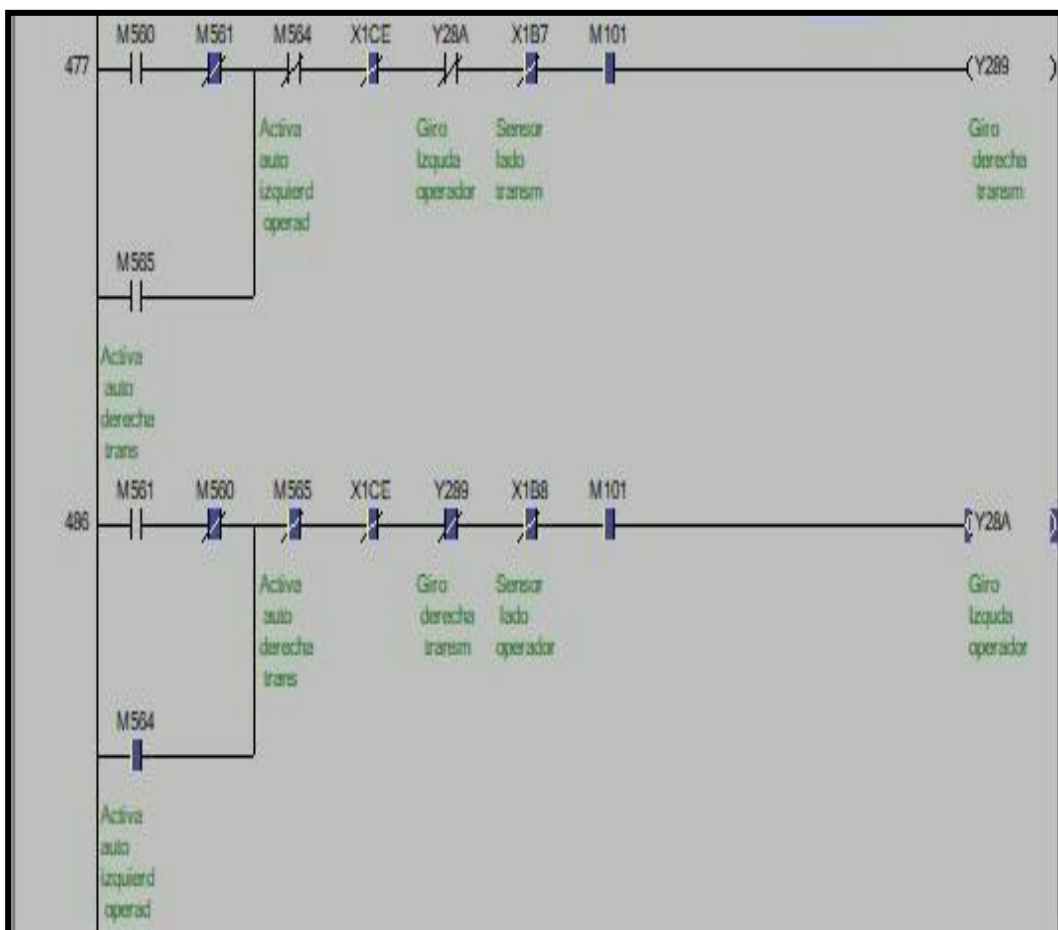 M560 M561 M564 X1CE Y28A X1B7 M101
477 (Y289 )
Activa Giro Sensor Giro
auto Izquda lado derecha
izquierd operador transm transm
operad
M565
Activa
auto
derecha
trans
M561 M560 M565 X1CE Y289 X1B8 M101
486 (Y28A )
Activa Giro Sensor Giro
auto derecha lado Izquda
derecha transm operador operador
trans
M564
Activa
auto
izquierd
operad